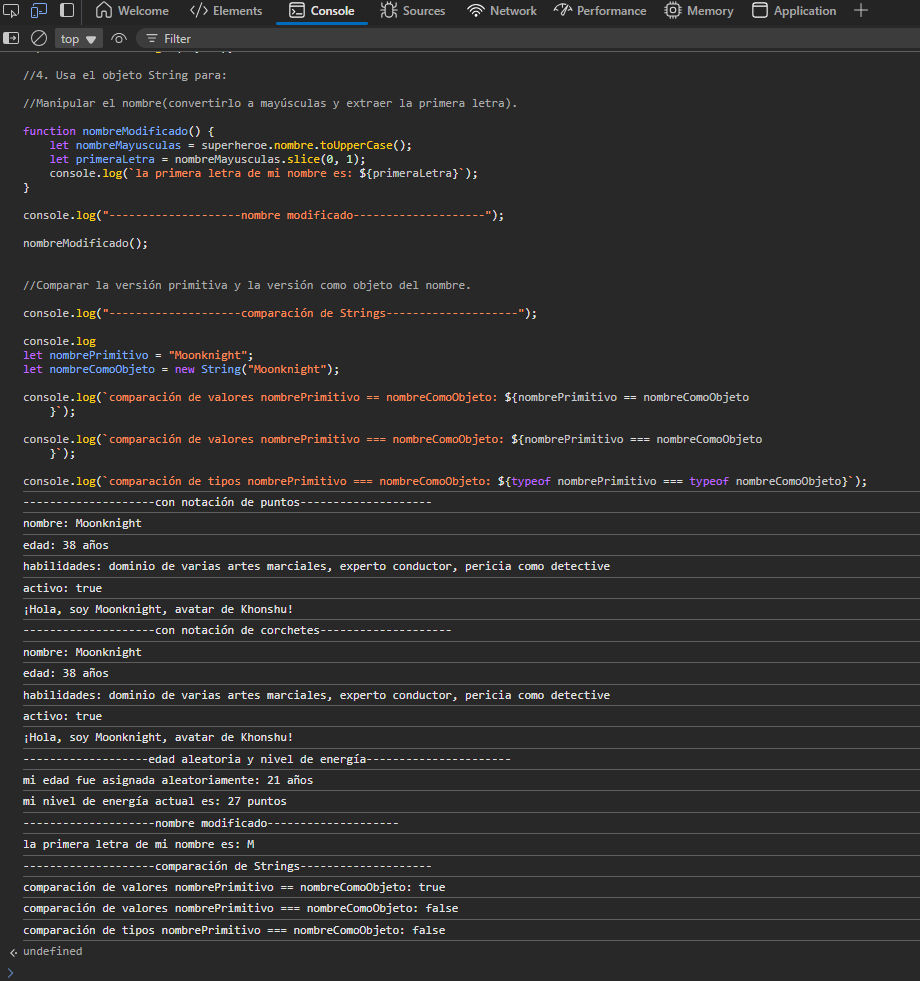 Welcome Elements Console Sources Network Performance Memory Application
top Filter
//4. Usa el objeto String para:
//Manipular el nombre(convertirlo a mayúsculas y extraer la primera letra).
function nombreModificado() {
let nombreMayusculas = superheroe.nombre.toUpperCase();
let primeraLetra = nombreMayusculas.slice(0, 1);
console.log(`la primera letra de mi nombre es: ${primeraLetra}`);
}
console.log("--------------------nombre modificado--------------------");
nombreModificado();
//Comparar la versión primitiva y la versión como objeto del nombre.
console.log("--------------------comparación de Strings--------------------");
console.log
let nombrePrimitivo = "Moonknight";
let nombreComoObjeto = new String("Moonknight");
console.log(`comparación de valores nombrePrimitivo == nombreComoObjeto: ${nombrePrimitivo == nombreComoObjeto
}`);
console.log(`comparación de valores nombrePrimitivo === nombreComoObjeto: ${nombrePrimitivo === nombreComoObjeto
}`);
console.log(`comparación de tipos nombrePrimitivo === nombreComoObjeto: ${typeof nombrePrimitivo === typeof nombreComoObjeto}`);
--------------------con notación de puntos--------------------
nombre: Moonknight
edad: 38 años
habilidades: dominio de varias artes marciales, experto conductor, pericia como detective
activo: true
¡Hola, soy Moonknight, avatar de Khonshu!
--------------------con notación de corchetes--------------------
nombre: Moonknight
edad: 38 años
habilidades: dominio de varias artes marciales, experto conductor, pericia como detective
activo: true
¡Hola, soy Moonknight, avatar de Khonshu!
-------------------edad aleatoria y nivel de energía----------------------
mi edad fue asignada aleatoriamente: 21 años
mi nivel de energía actual es: 27 puntos
--------------------nombre modificado--------------------
la primera letra de mi nombre es: M
--------------------comparación de Strings--------------------
comparación de valores nombrePrimitivo == nombreComoObjeto: true
comparación de valores nombrePrimitivo === nombreComoObjeto: false
comparación de tipos nombrePrimitivo === nombreComoObjeto: false
undefined